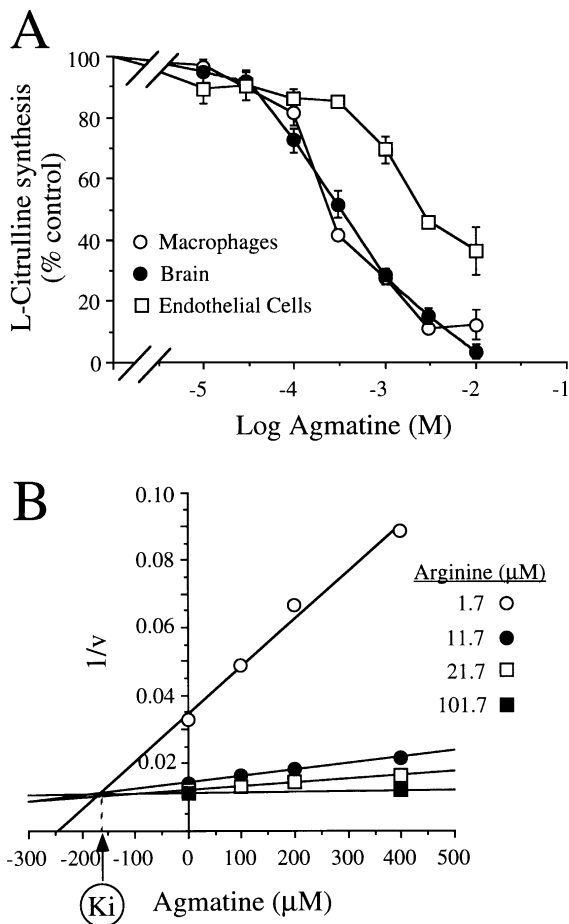 A
L-Citrulline synthesis
(% control)
100
80
60
40
20
0
Macrophages
Brain
Endothelial Cells
-5
-4
-3
-2
-1
Log Agmatine (M)
B
1/v
0.10
0.08
0.06
0.04
0.02
Arginine (μM)
1.7
11.7
21.7
101.7
-300
-200
-100
0
100
200
300
400
500
Ki
Agmatine (μM)